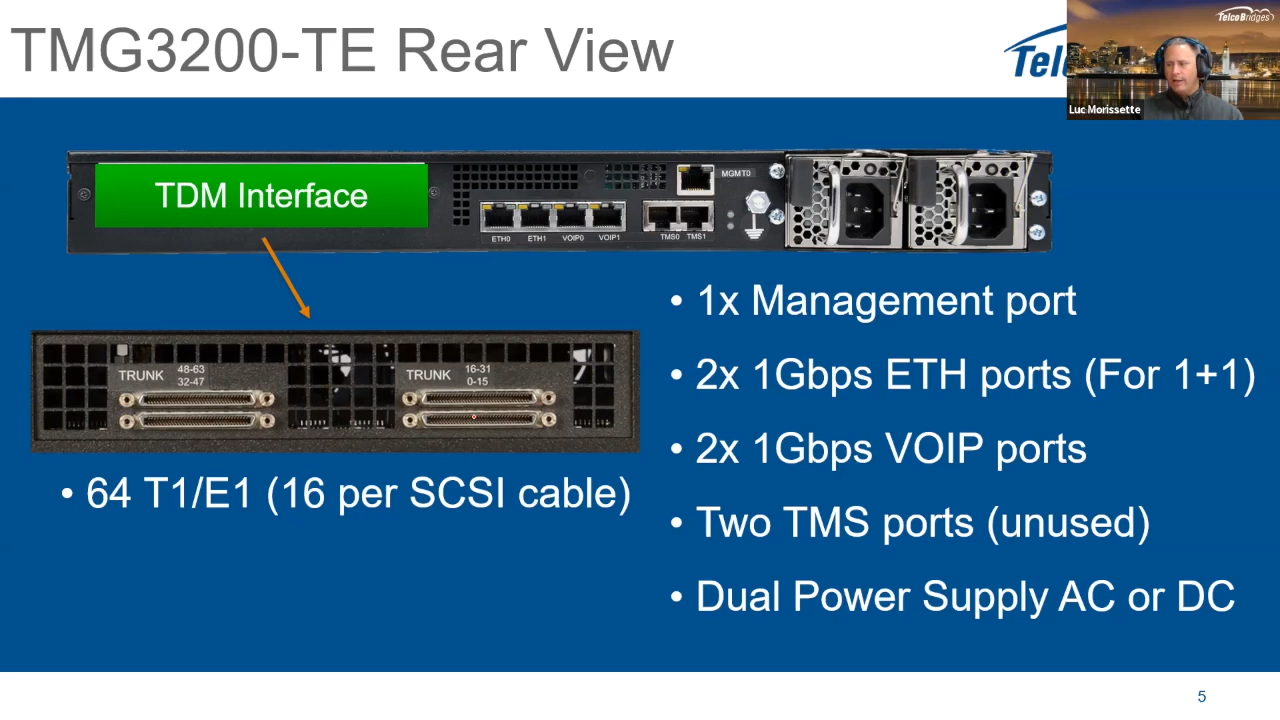 TMG3200-TE Rear View
TelcoBridges
Luc Morissette
TDM Interface
MGMT0
ETH0 ETH1 VOIP0 VOIP1
TMS0 TMS1
TRUNK 48-63
32-47
TRUNK 16-31
0-15
• 64 T1/E1 (16 per SCSI cable)
• 1x Management port
• 2x 1Gbps ETH ports (For 1+1)
• 2x 1Gbps VOIP ports
• Two TMS ports (unused)
• Dual Power Supply AC or DC
5